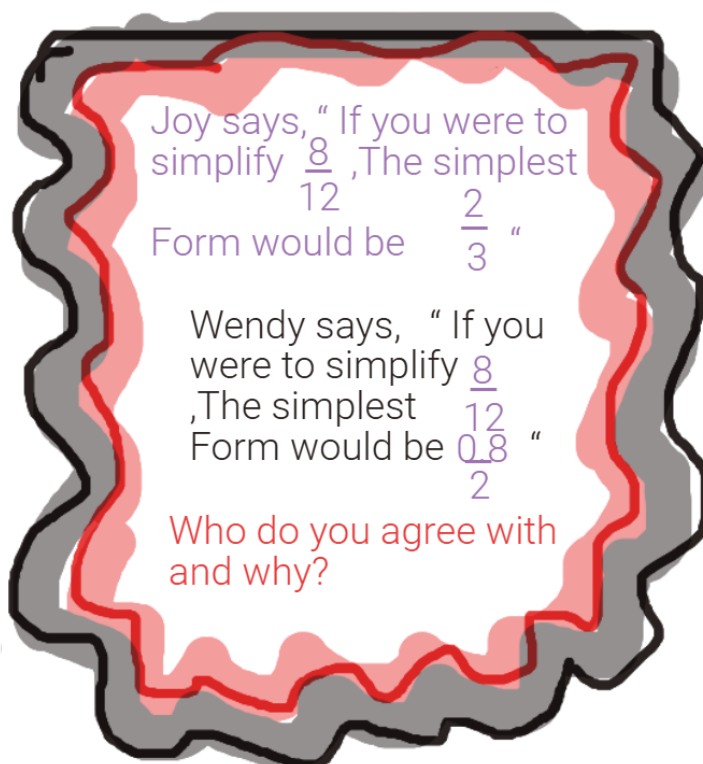 Joy says, “ If you were to
simplify 8/12 ,The simplest
Form would be 2/3 “
Wendy says, “ If you
were to simplify 8/12
,The simplest
Form would be 0.8/2 “
Who do you agree with
and why?